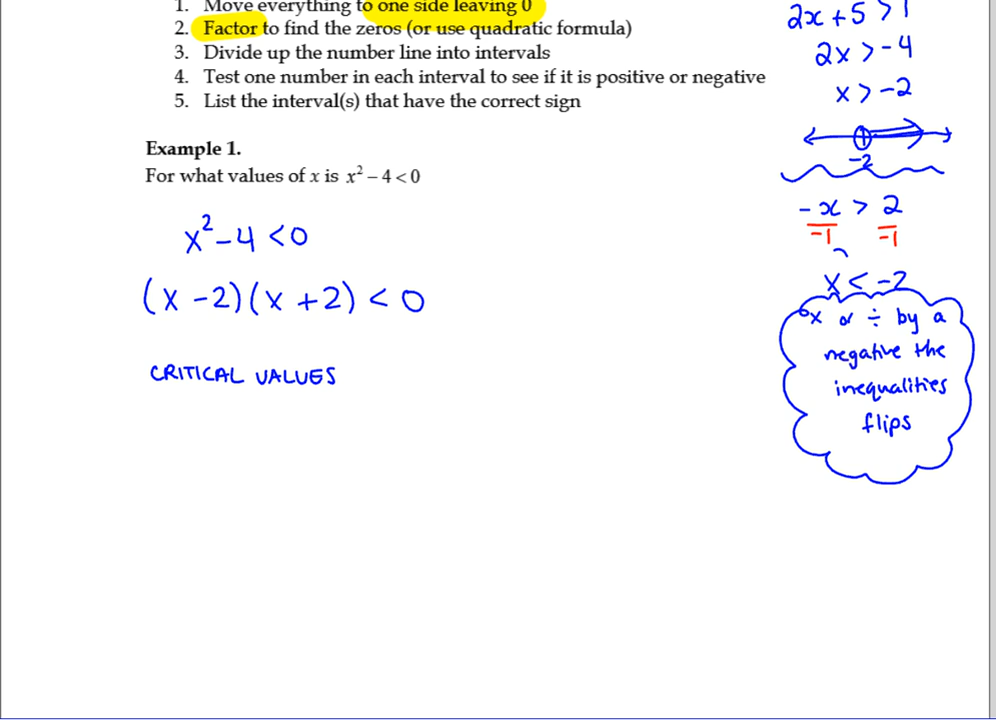 1. Move everything to one side leaving 0
2. Factor to find the zeros (or use quadratic formula)
3. Divide up the number line into intervals
4. Test one number in each interval to see if it is positive or negative
5. List the interval(s) that have the correct sign
Example 1.
For what values of x is x² – 4 < 0
x² – 4 < 0
(x – 2)(x + 2) < 0
CRITICAL VALUES
2x + 5 > 1
2x > –4
x > –2
–2
–x > 2
–1 –1
x < –2
x or ÷ by a
negative the
inequalities
flips